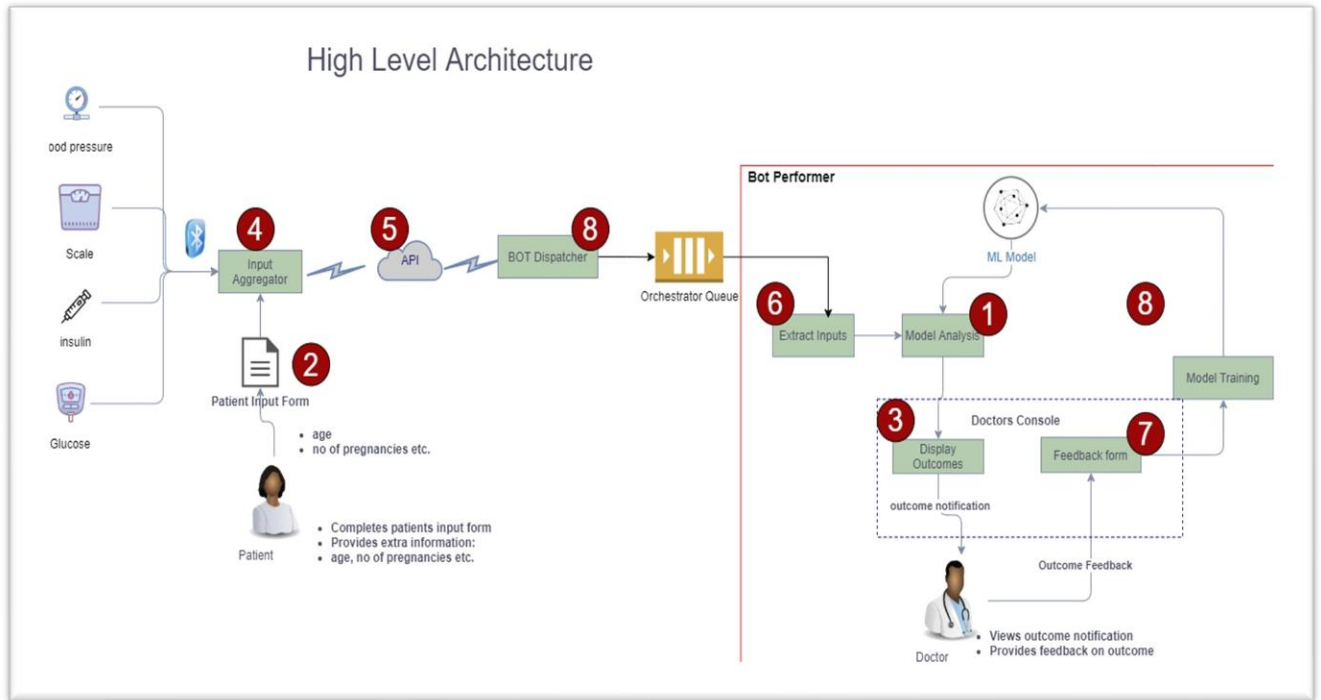 High Level Architecture
ood pressure
Scale
insulin
Glucose
4
Input
Aggregator
2
Patient Input Form
• age
• no of pregnancies etc.
Patient
• Completes patients input form
• Provides extra information:
• age, no of pregnancies etc.
5
API
8
BOT Dispatcher
Orchestrator Queue
Bot Performer
ML Model
6
Extract Inputs
1
Model Analysis
8
Model Training
Doctors Console
3
Display
Outcomes
7
Feedback form
outcome notification
Outcome Feedback
Doctor
• Views outcome notification
• Provides feedback on outcome